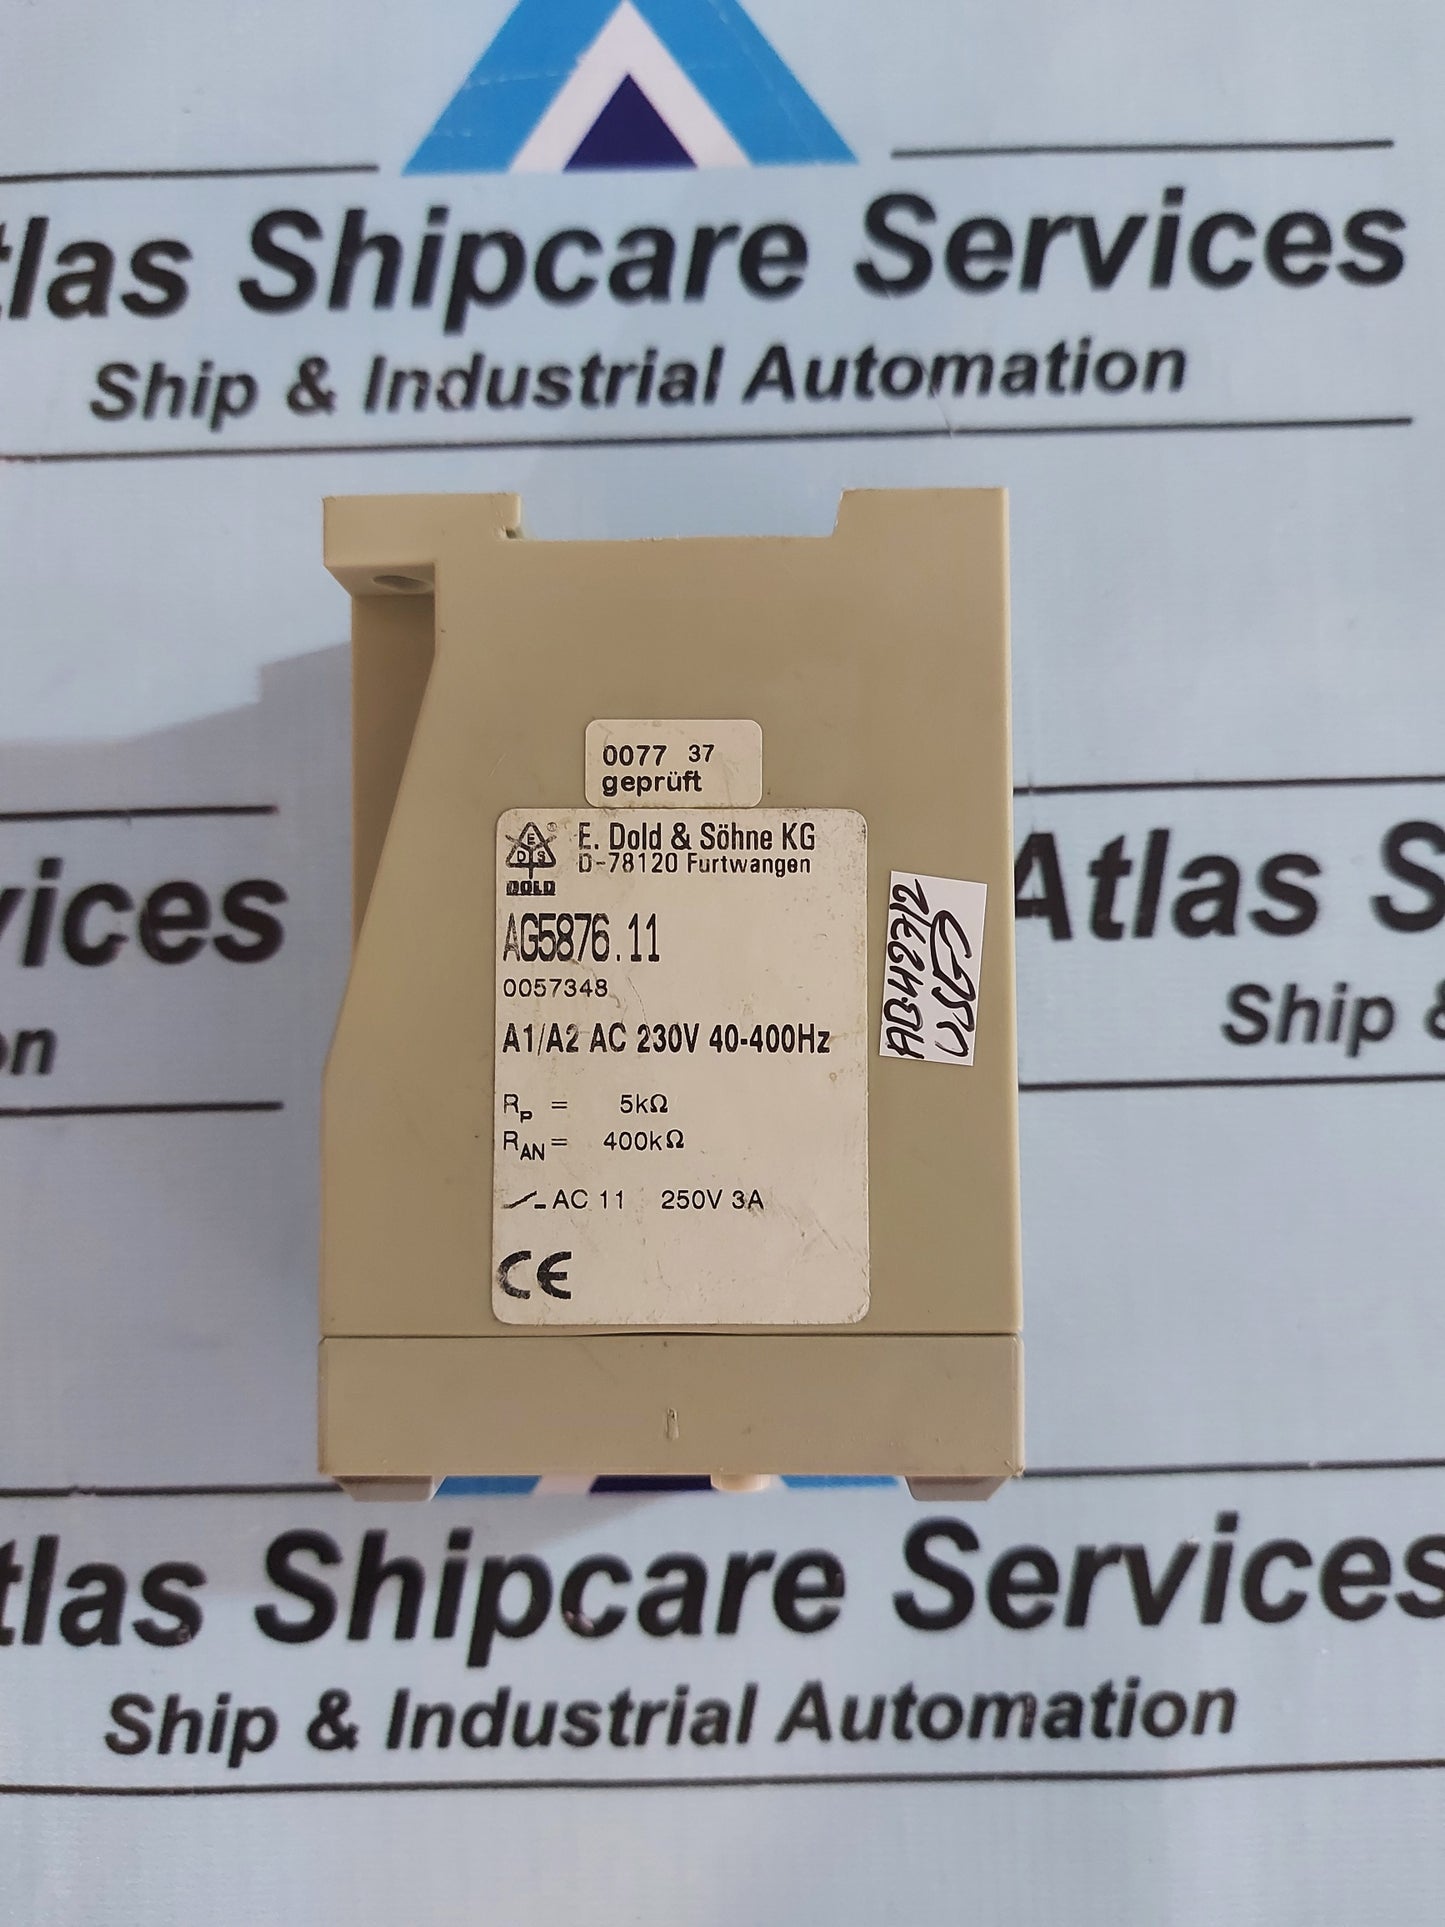 tlas Shipcare Services
Ship & Industrial Automation
0077 37
geprüft
E D S
DOLD
E. Dold & Söhne KG
D-78120 Furtwangen
AG5876.11
0057348
A1/A2 AC 230V 40-400Hz
RP = 5kΩ
RAN = 400kΩ
AC 11 250V 3A
CE
vices
on
Atlas S
Ship &
tlas Shipcare Services
Ship & Industrial Automation